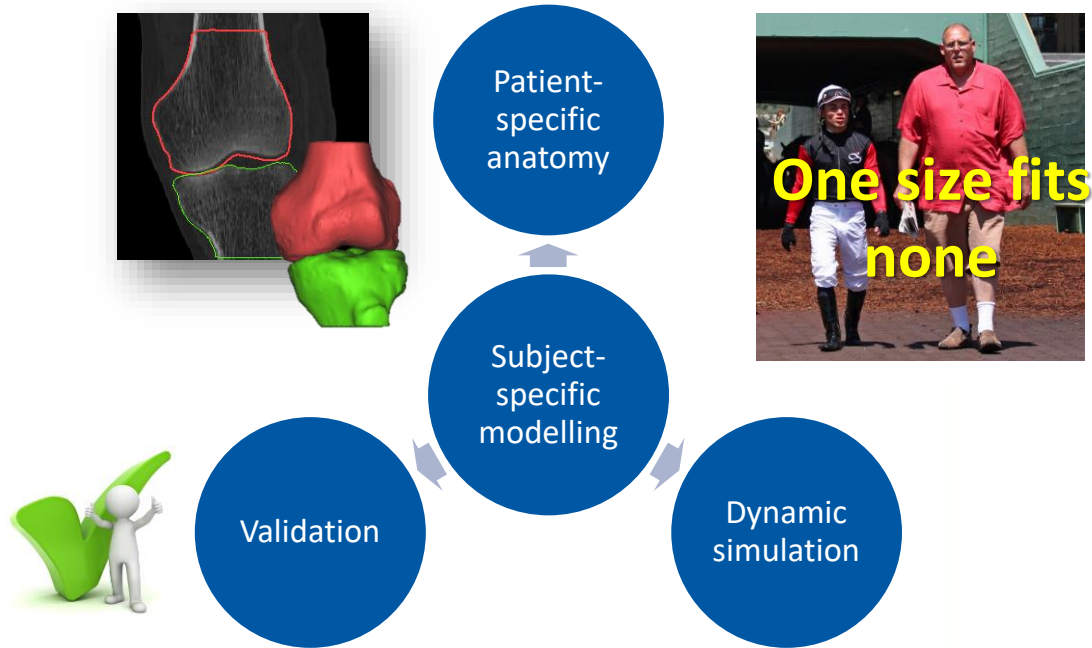 Patient-
specific
anatomy
One size fits
none
Subject-
specific
modelling
Validation
Dynamic
simulation